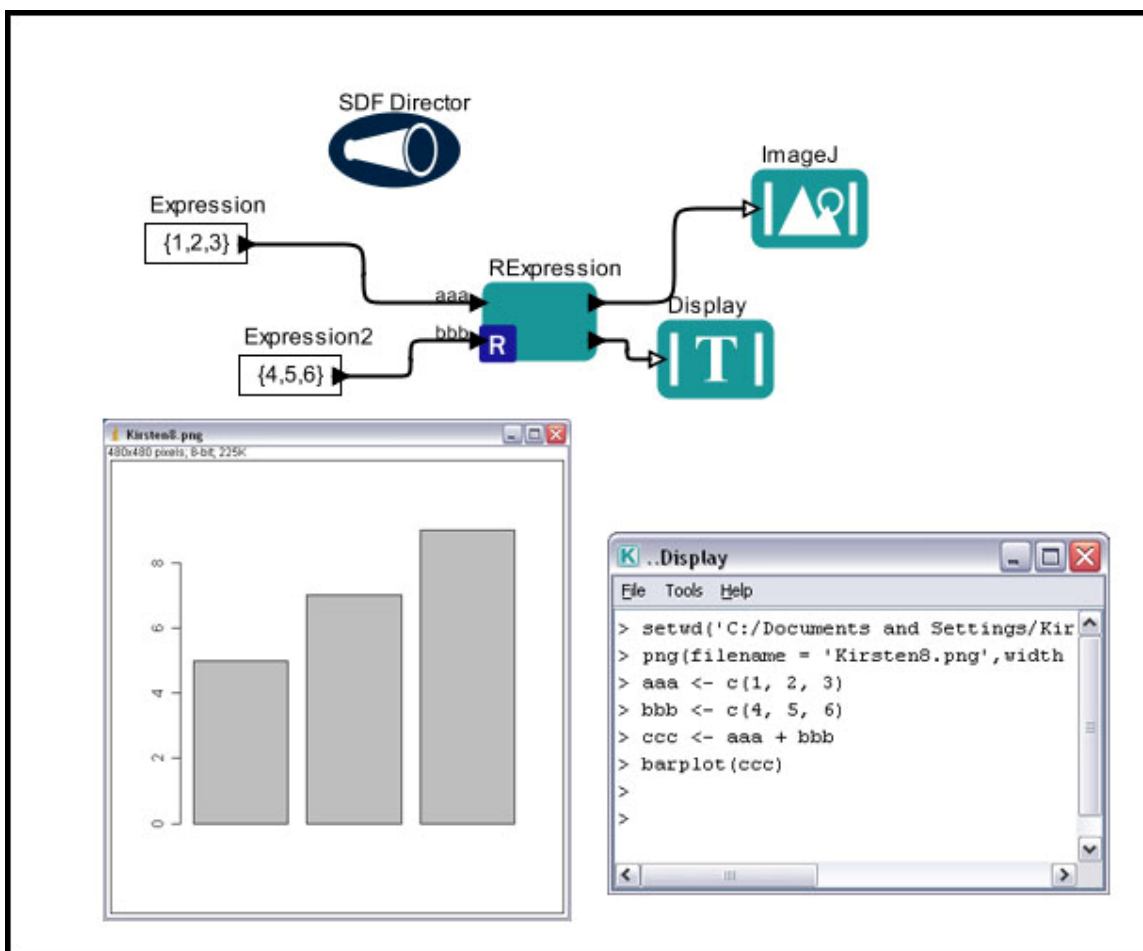 SDF Director
ImageJ
Expression
{1,2,3}
RExpression
aaa
Display
Expression2
bbb
R
T
{4,5,6}
Kirsten8.png
480x480 pixels; 8-bit; 225K
8
6
4
2
0
..Display
File Tools Help
> setwd('C:/Documents and Settings/Kir
> png(filename = 'Kirsten8.png',width
> aaa <- c(1, 2, 3)
> bbb <- c(4, 5, 6)
> ccc <- aaa + bbb
> barplot(ccc)
>
>